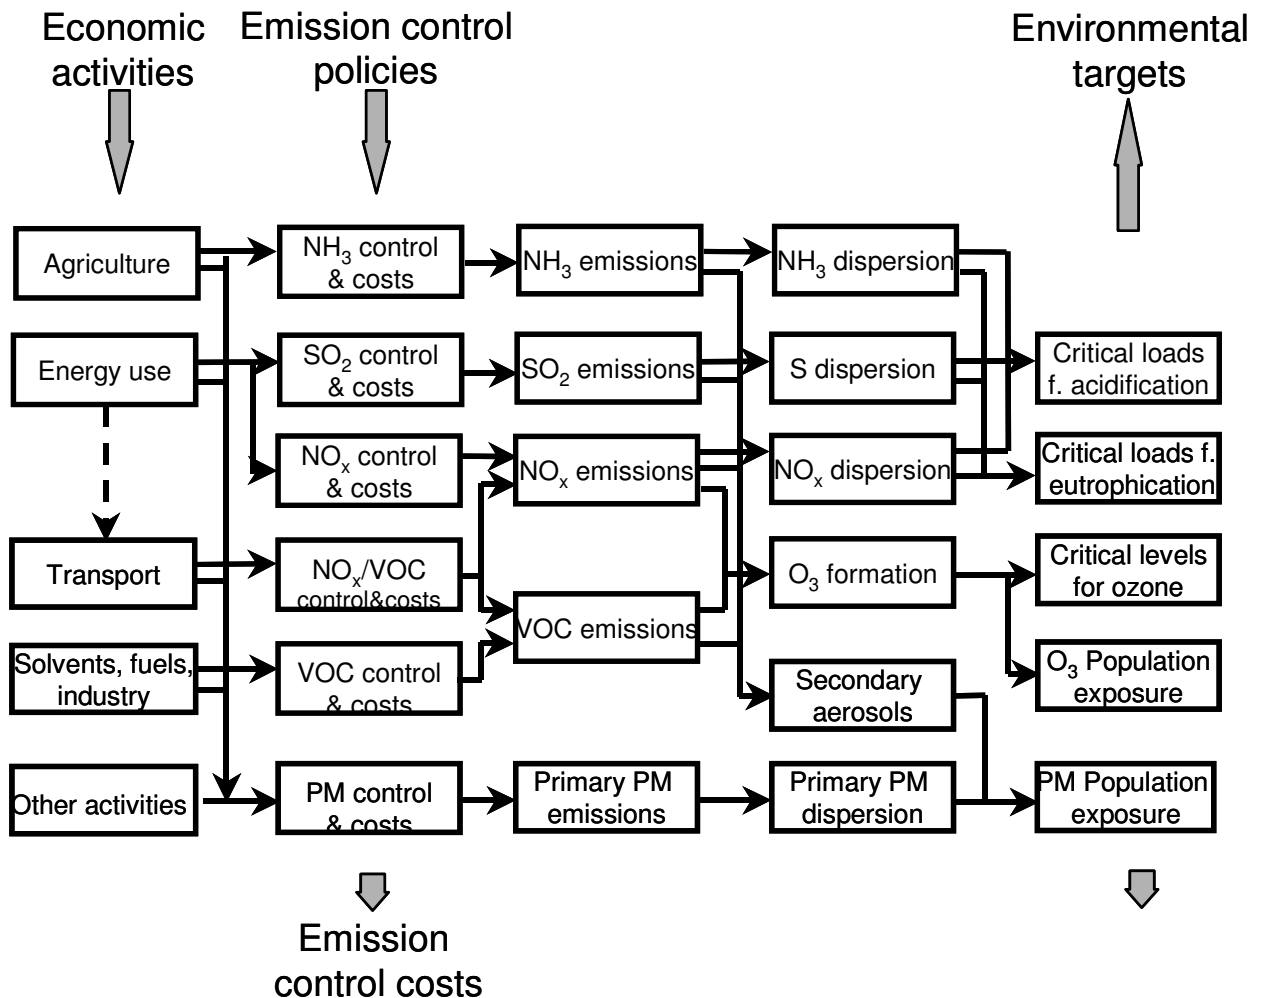 Economic
activities
Emission control
policies
Environmental
targets
Agriculture
NH₃ control
& costs
NH₃ emissions
NH₃ dispersion
Energy use
SO₂ control
& costs
SO₂ emissions
S dispersion
Critical loads
f. acidification
NOₓ control
& costs
NOₓ emissions
NOₓ dispersion
Critical loads f.
eutrophication
Transport
NOₓ/VOC
control&costs
O₃ formation
Critical levels
for ozone
VOC emissions
Solvents, fuels,
industry
VOC control
& costs
Secondary
aerosols
O₃ Population
exposure
Other activities
PM control
& costs
Primary PM
emissions
Primary PM
dispersion
PM Population
exposure
Emission
control costs